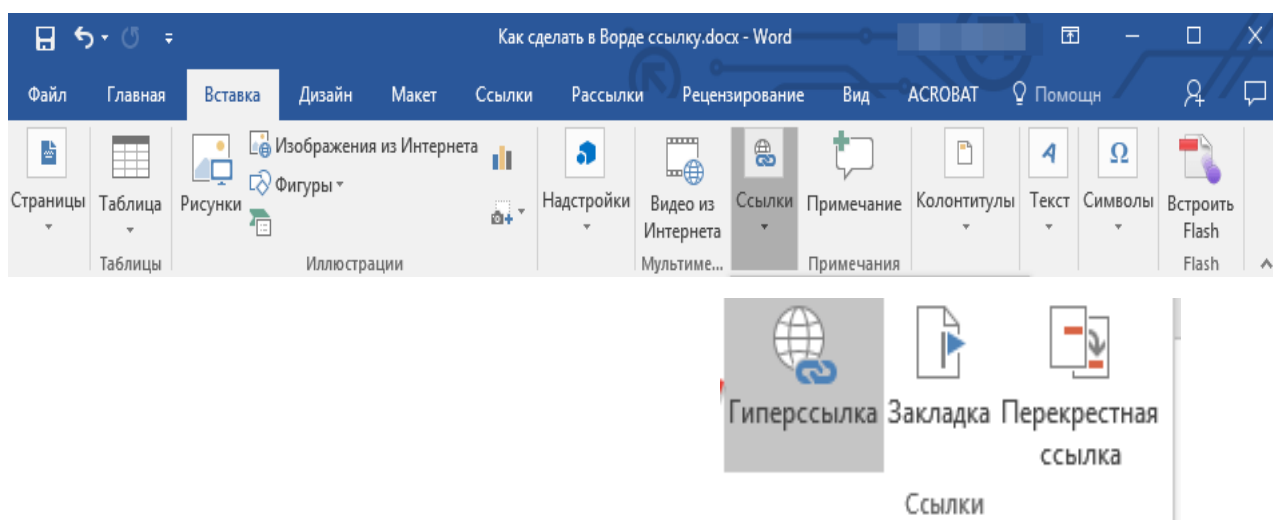 Как сделать в Ворде ссылку.docx - Word
Файл Главная Вставка Дизайн Макет Ссылки Рассылки Рецензирование Вид ACROBAT Помощн
Изображения из Интернета
Фигуры
Страницы Таблица Рисунки Надстройки Видео из Ссылки Примечание Колонтитулы Текст Символы Встроить
Интернета Flash
Таблицы Иллюстрации Мультиме... Примечания Flash
Гиперссылка Закладка Перекрестная
ссылка
Ссылки